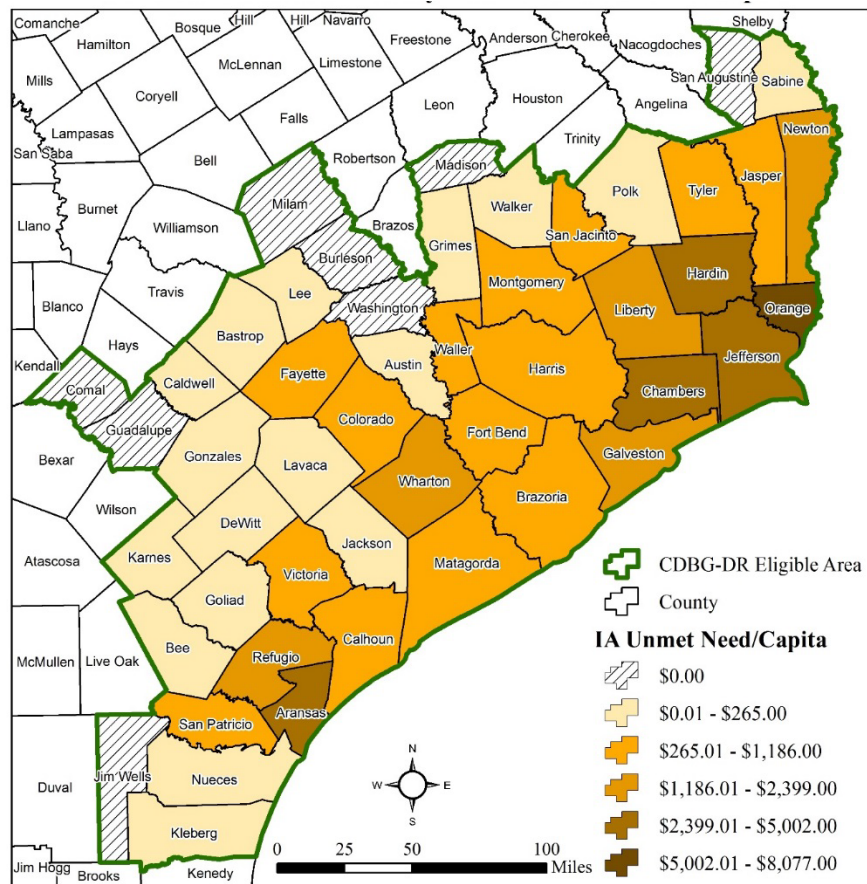 Comanche
Hamilton
Bosque
Hill
Hill
Navarro
Freestone
Anderson
Cherokee
Nacogdoches
Shelby
San Augustine
Sabine
Mills
Coryell
McLennan
Limestone
Leon
Houston
Angelina
Newton
Lampasas
Falls
Trinity
San Saba
Bell
Robertson
Madison
Polk
Tyler
Jasper
Llano
Burnet
Milam
Walker
Williamson
Brazos
Grimes
San Jacinto
Burleson
Hardin
Travis
Lee
Montgomery
Liberty
Orange
Blanco
Washington
Bastrop
Hays
Waller
Harris
Jefferson
Kendall
Fayette
Austin
Caldwell
Chambers
Comal
Colorado
Guadalupe
Fort Bend
Gonzales
Galveston
Bexar
Lavaca
Wharton
Brazoria
Wilson
DeWitt
Jackson
Karnes
Matagorda
Atascosa
Victoria
Goliad
Calhoun
Bee
McMullen
Live Oak
Refugio
Aransas
San Patricio
Jim Wells
Duval
Nueces
Kleberg
Jim Hogg
Brooks
Kenedy
CDBG-DR Eligible Area
County
IA Unmet Need/Capita
$0.00
$0.01 - $265.00
$265.01 - $1,186.00
$1,186.01 - $2,399.00
$2,399.01 - $5,002.00
$5,002.01 - $8,077.00
N
W E
S
0 25 50 100
Miles